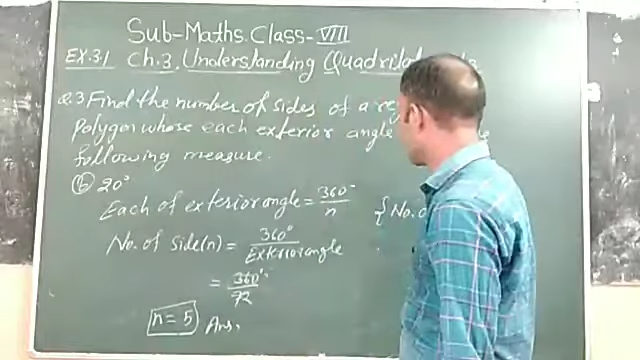 Sub-Maths. Class-VIII
EX.3.1 Ch.3. Understanding
Q.3 Find the number of sides of a
Polygon whose each exterior angle
following measure.
(b) 20°
Each of exterior angle = 360°/n {No.
No. of side(n) = 360°/Exterior angle
= 360°/72
n = 5 Ans.